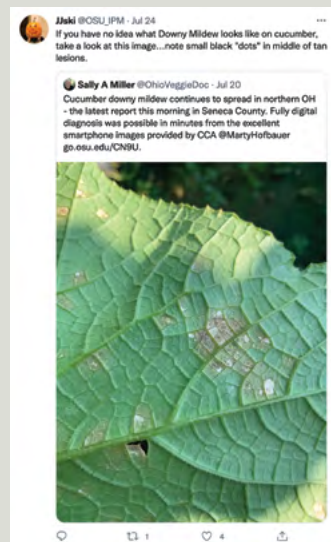 JJski @OSU_IPM · Jul 24
If you have no idea what Downy Mildew looks like on cucumber,
take a look at this image...note small black "dots" in middle of tan
lesions.
Sally A Miller @OhioVeggieDoc · Jul 20
Cucumber downy mildew continues to spread in northern OH
- the latest report this morning in Seneca County. Fully digital
diagnosis was possible in minutes from the excellent
smartphone images provided by CCA @MartyHofbauer
go.osu.edu/CN9U.
1
4